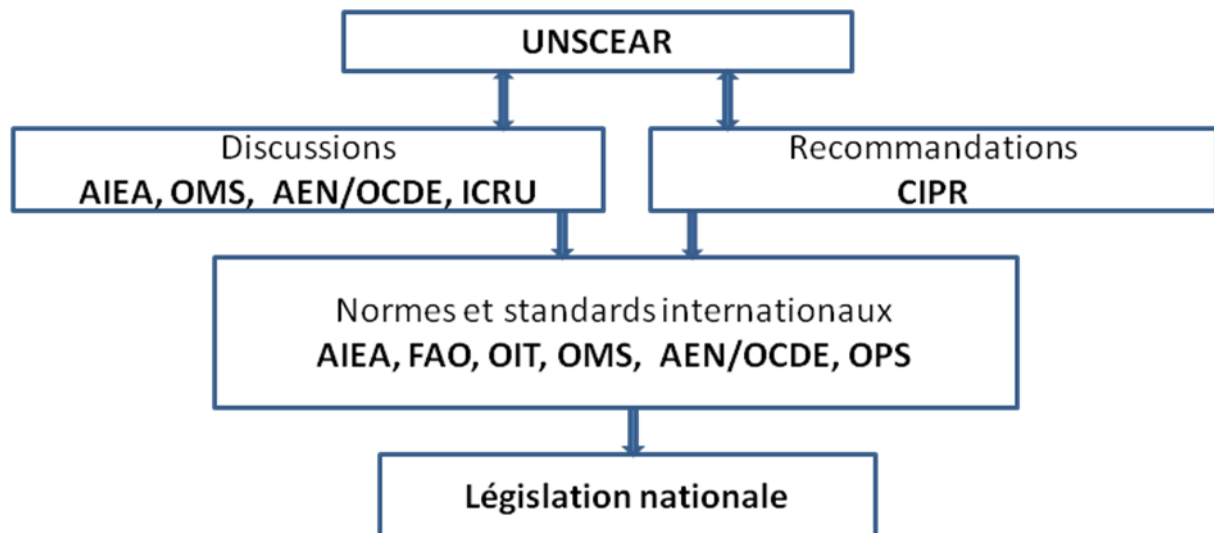 UNSCEAR
Discussions
AIEA, OMS, AEN/OCDE, ICRU
Recommandations
CIPR
Normes et standards internationaux
AIEA, FAO, OIT, OMS, AEN/OCDE, OPS
Législation nationale